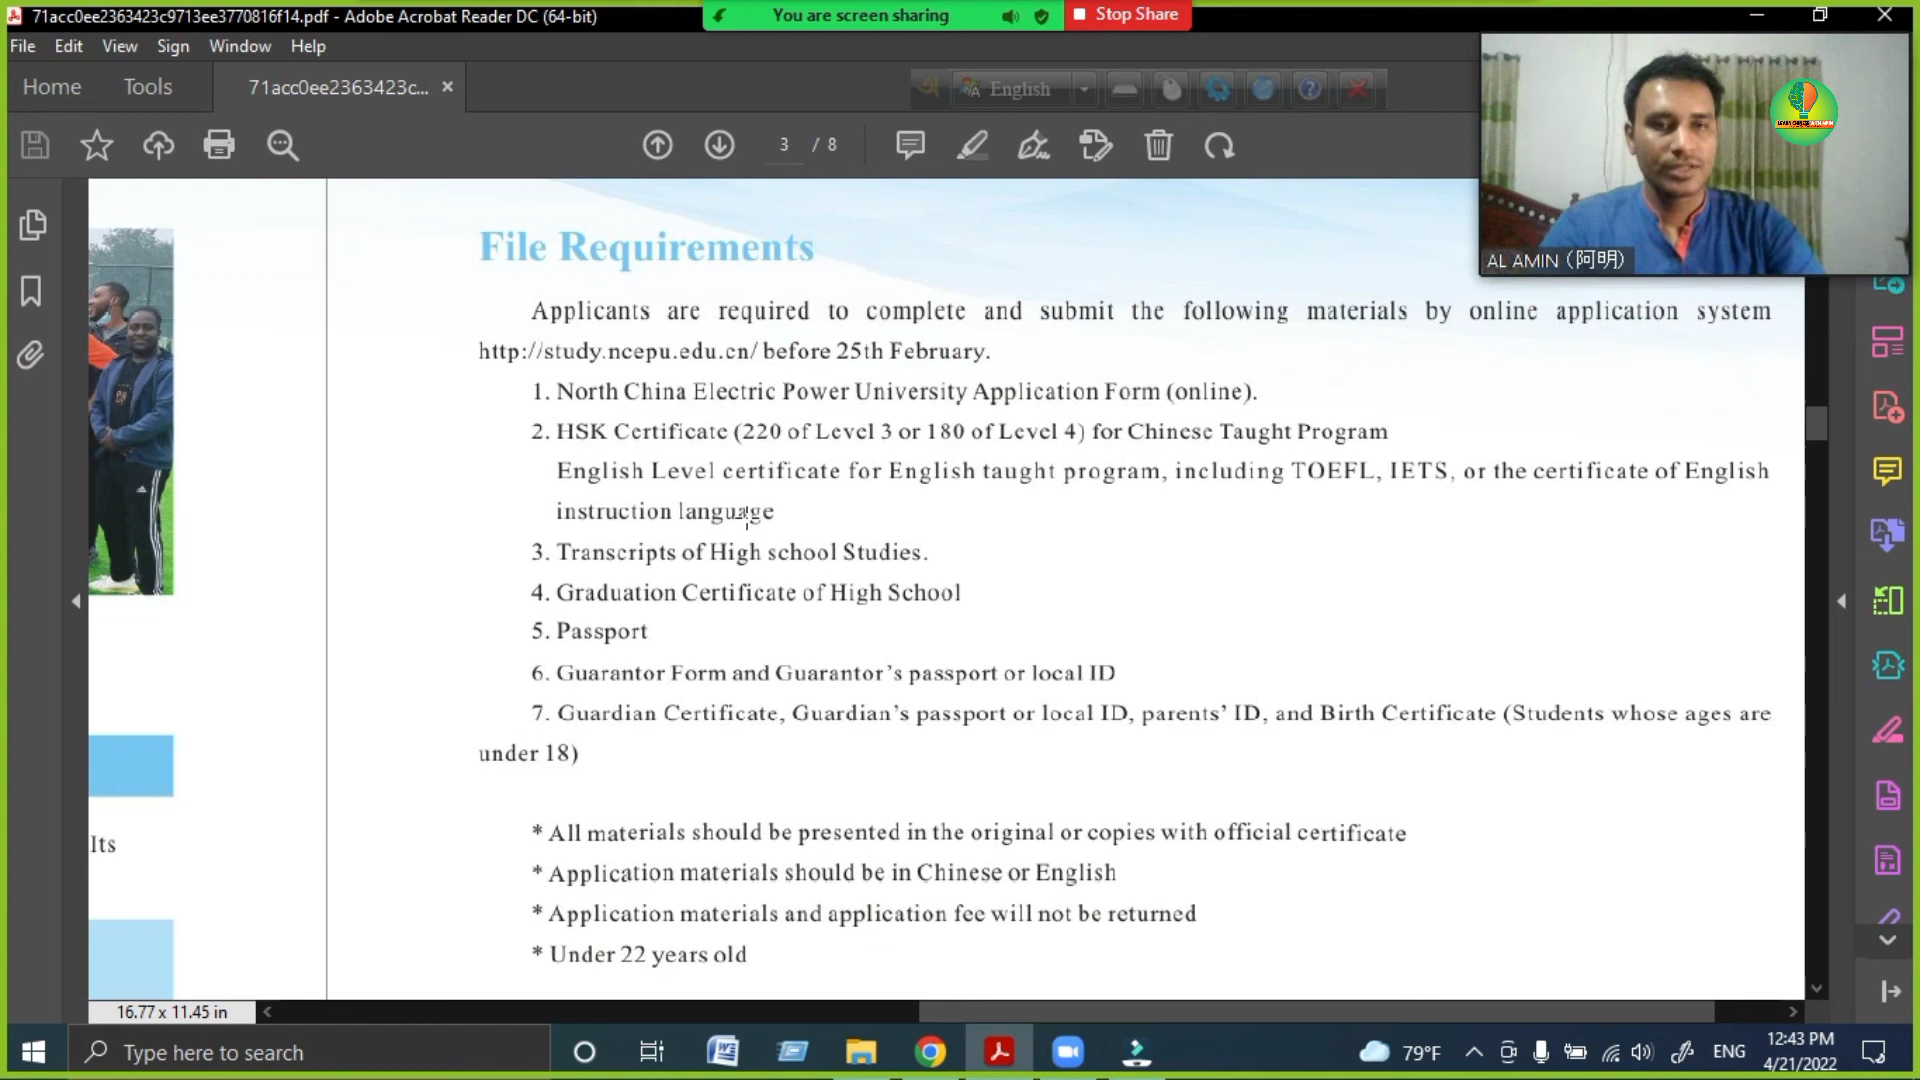 71acc0ee2363423c9713ee3770816f14.pdf - Adobe Acrobat Reader DC (64-bit)
You are screen sharing
Stop Share
File Edit View Sign Window Help
Home Tools 71acc0ee2363423c...
English
3 / 8
AL AMIN (阿明)
File Requirements
Applicants are required to complete and submit the following materials by online application system
http://study.ncepu.edu.cn/ before 25th February.
1. North China Electric Power University Application Form (online).
2. HSK Certificate (220 of Level 3 or 180 of Level 4) for Chinese Taught Program
English Level certificate for English taught program, including TOEFL, IETS, or the certificate of English
instruction language
3. Transcripts of High school Studies.
4. Graduation Certificate of High School
5. Passport
6. Guarantor Form and Guarantor's passport or local ID
7. Guardian Certificate, Guardian's passport or local ID, parents' ID, and Birth Certificate (Students whose ages are
under 18)
* All materials should be presented in the original or copies with official certificate
lts
* Application materials should be in Chinese or English
* Application materials and application fee will not be returned
* Under 22 years old
16.77 x 11.45 in
Type here to search
79°F
ENG
12:43 PM
4/21/2022